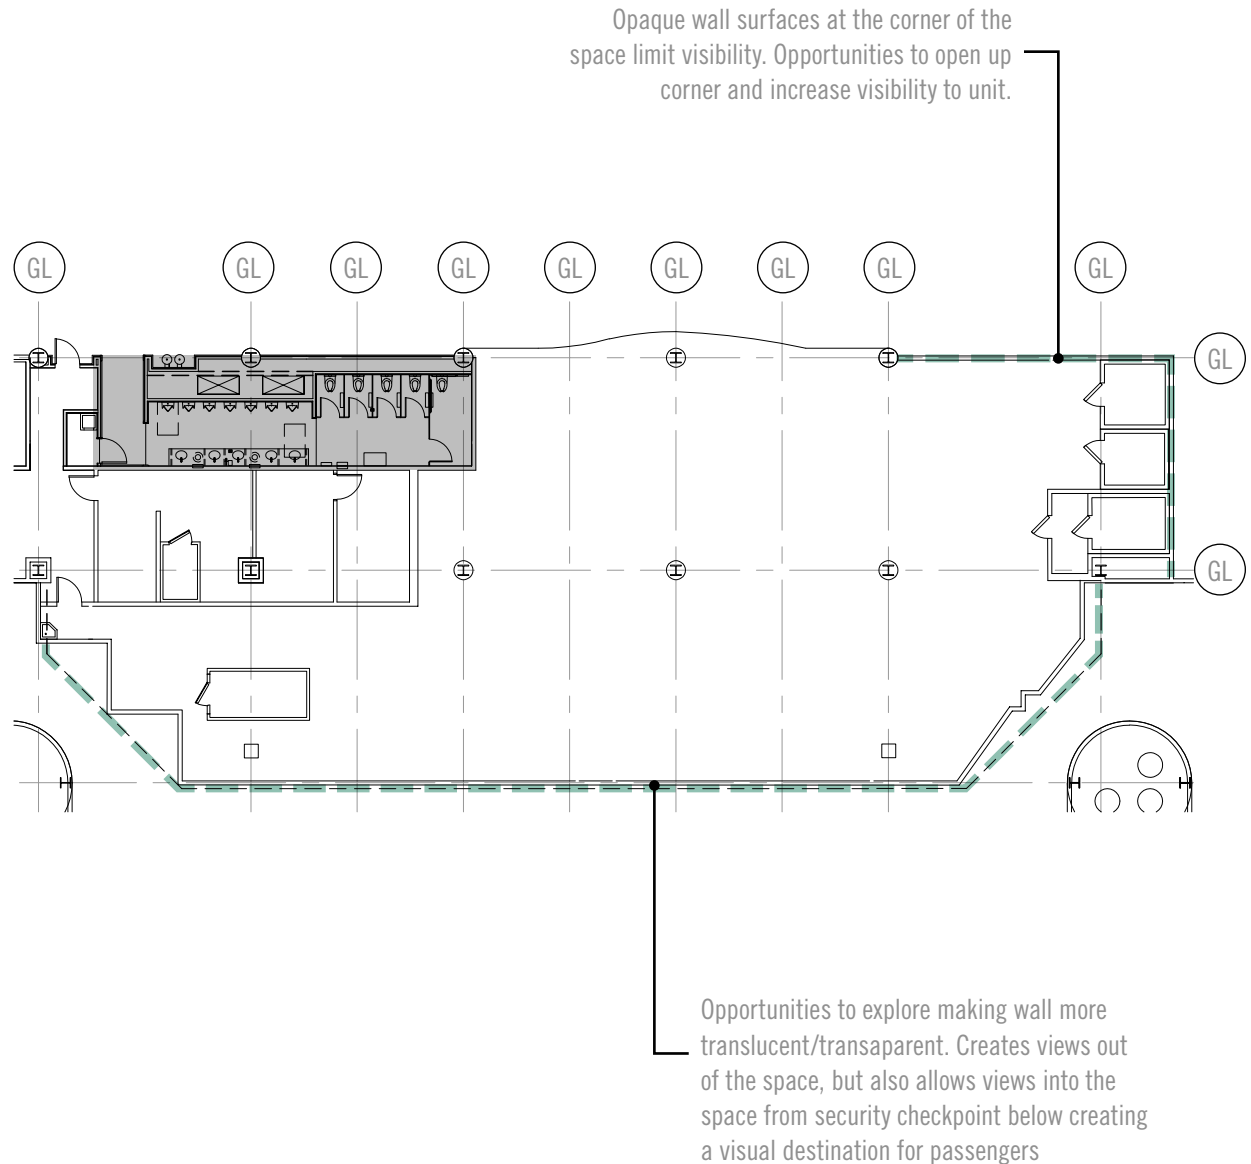 Opaque wall surfaces at the corner of the
space limit visibility. Opportunities to open up
corner and increase visibility to unit.
GL GL GL GL GL GL GL GL GL
GL
GL
Opportunities to explore making wall more
translucent/transaparent. Creates views out
of the space, but also allows views into the
space from security checkpoint below creating
a visual destination for passengers